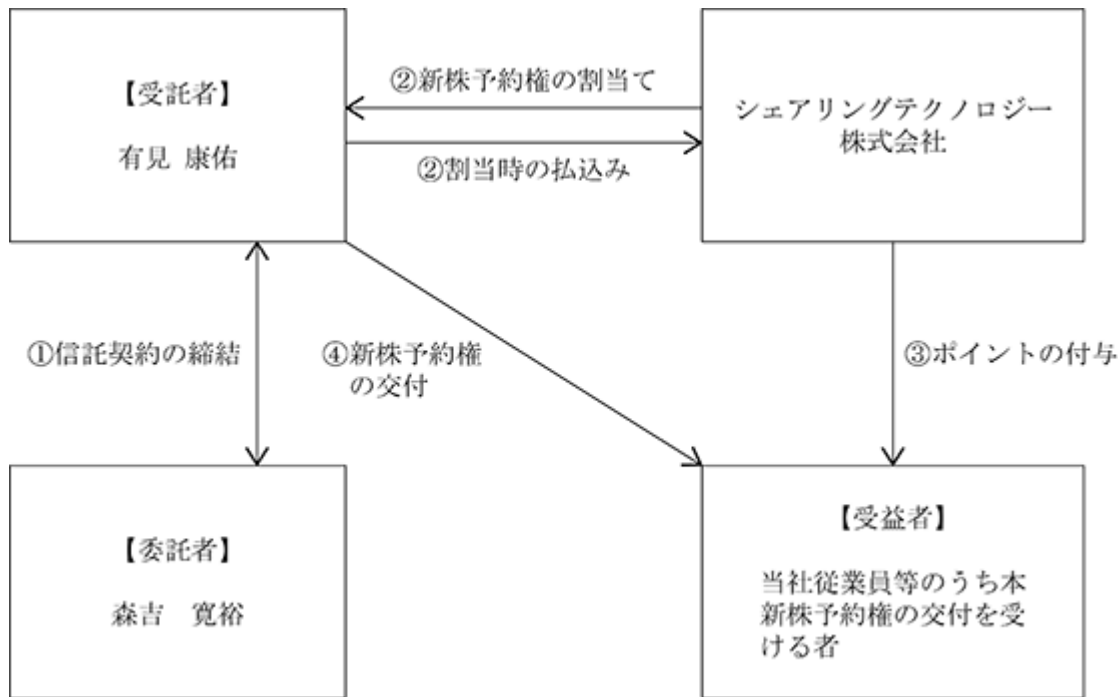 【受託者】
有見 康佑
②新株予約権の割当て
②割当時の払込み
シェアリングテクノロジー
株式会社
①信託契約の締結
④新株予約権
の交付
③ポイントの付与
【委託者】
森吉 寛裕
【受益者】
当社従業員等のうち本
新株予約権の交付を受
ける者